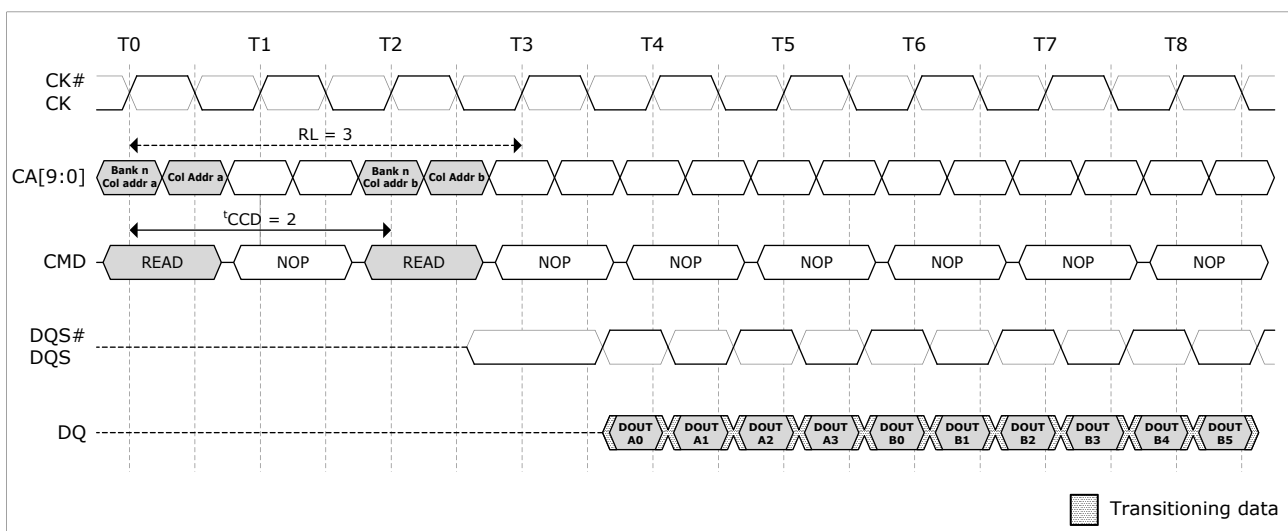 T0 T1 T2 T3 T4 T5 T6 T7 T8
CK#
CK
RL = 3
CA[9:0]
Bank n
Col addr a
Col Addr a
Bank n
Col addr b
Col Addr b
tCCD = 2
CMD READ NOP READ NOP NOP NOP NOP NOP NOP
DQS#
DQS
DQ
DOUT A0
DOUT A1
DOUT A2
DOUT A3
DOUT B0
DOUT B1
DOUT B2
DOUT B3
DOUT B4
DOUT B5
Transitioning data